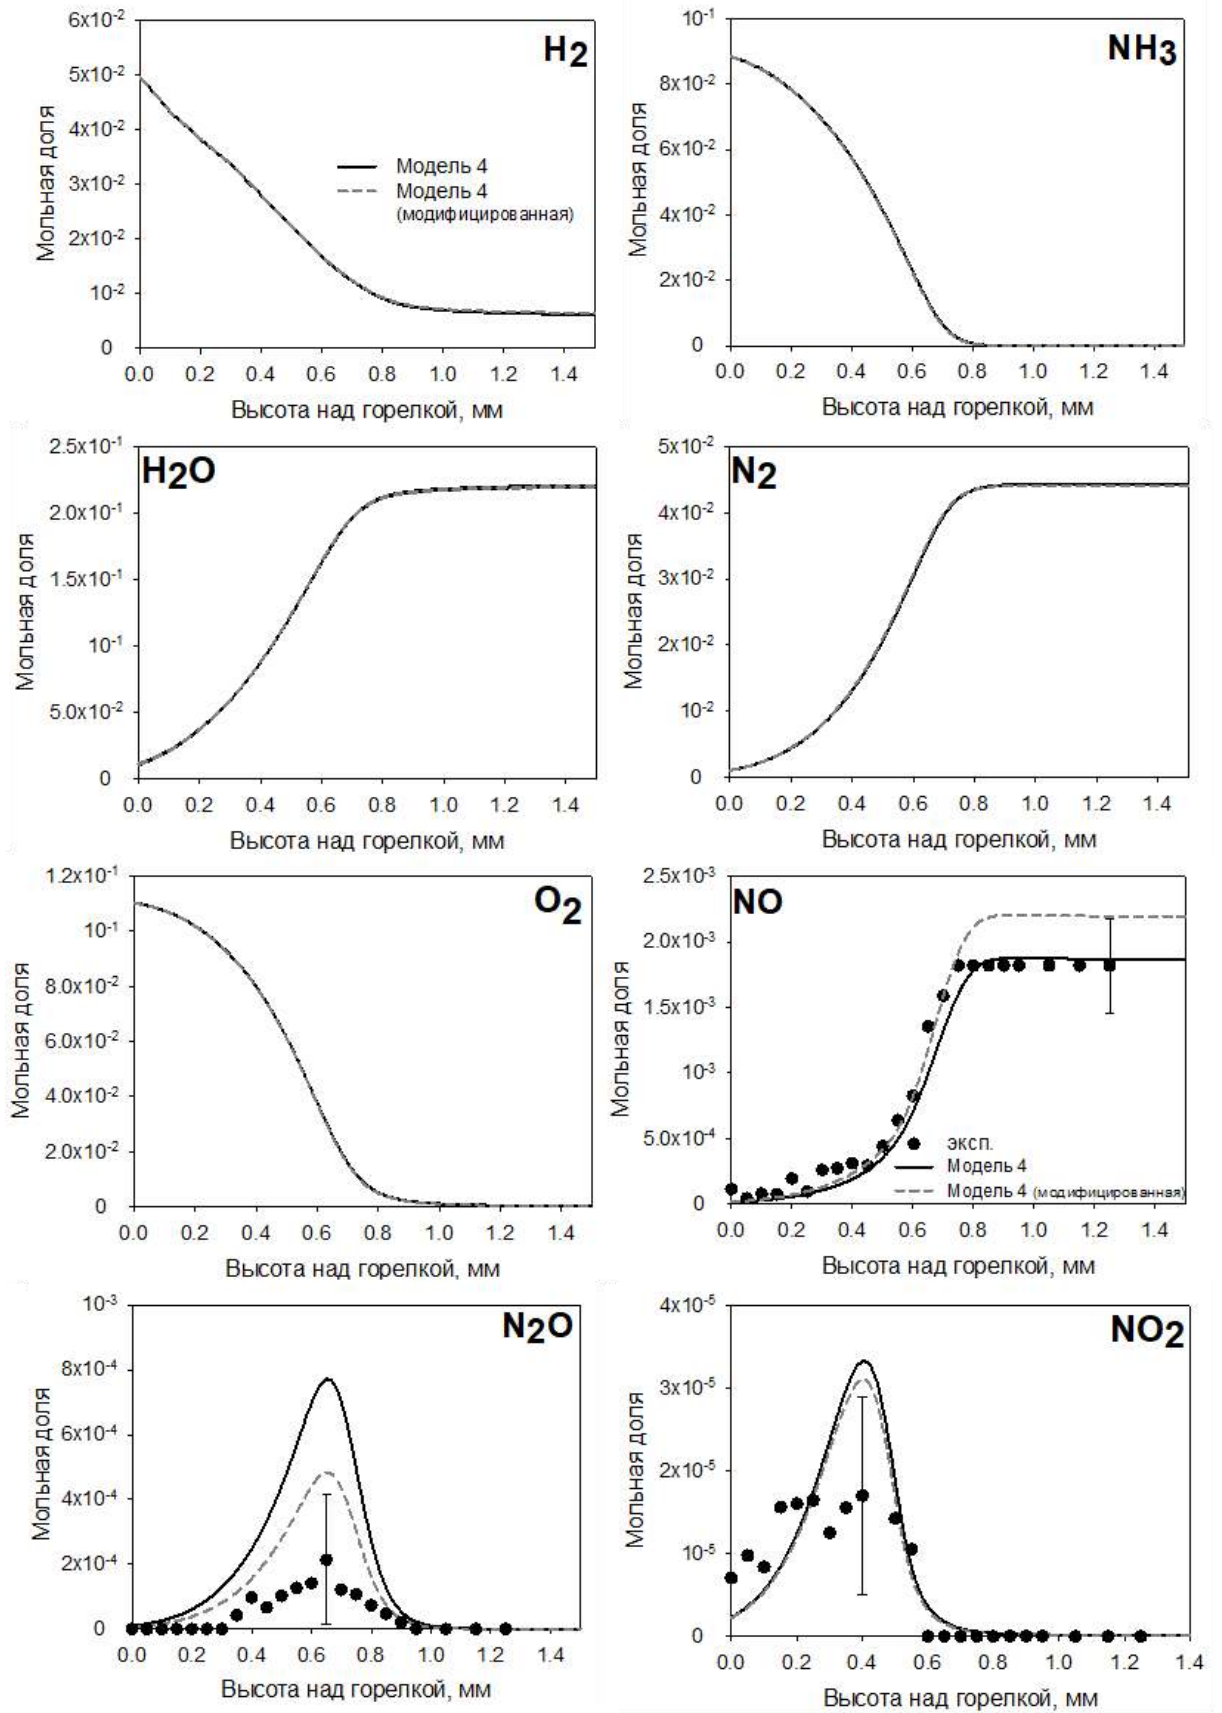 H2
6x10-2
5x10-2
4x10-2
3x10-2
2x10-2
10-2
0
Мольная доля
Модель 4
Модель 4
(модифицированная)
0.0 0.2 0.4 0.6 0.8 1.0 1.2 1.4
Высота над горелкой, мм
NH3
10-1
8x10-2
6x10-2
4x10-2
2x10-2
0
Мольная доля
0.0 0.2 0.4 0.6 0.8 1.0 1.2 1.4
Высота над горелкой, мм
H2O
2.5x10-1
2.0x10-1
1.5x10-1
10-1
5.0x10-2
0
Мольная доля
0.0 0.2 0.4 0.6 0.8 1.0 1.2 1.4
Высота над горелкой, мм
N2
5x10-2
4x10-2
3x10-2
2x10-2
10-2
0
Мольная доля
0.0 0.2 0.4 0.6 0.8 1.0 1.2 1.4
Высота над горелкой, мм
O2
1.2x10-1
10-1
8.0x10-2
6.0x10-2
4.0x10-2
2.0x10-2
0
Мольная доля
0.0 0.2 0.4 0.6 0.8 1.0 1.2 1.4
Высота над горелкой, мм
NO
2.5x10-3
2.0x10-3
1.5x10-3
10-3
5.0x10-4
0
Мольная доля
эксп.
Модель 4
Модель 4 (модифицированная)
0.0 0.2 0.4 0.6 0.8 1.0 1.2 1.4
Высота над горелкой, мм
N2O
10-3
8x10-4
6x10-4
4x10-4
2x10-4
0
Мольная доля
0.0 0.2 0.4 0.6 0.8 1.0 1.2 1.4
Высота над горелкой, мм
NO2
4x10-5
3x10-5
2x10-5
10-5
0
Мольная доля
0.0 0.2 0.4 0.6 0.8 1.0 1.2 1.4
Высота над горелкой, мм